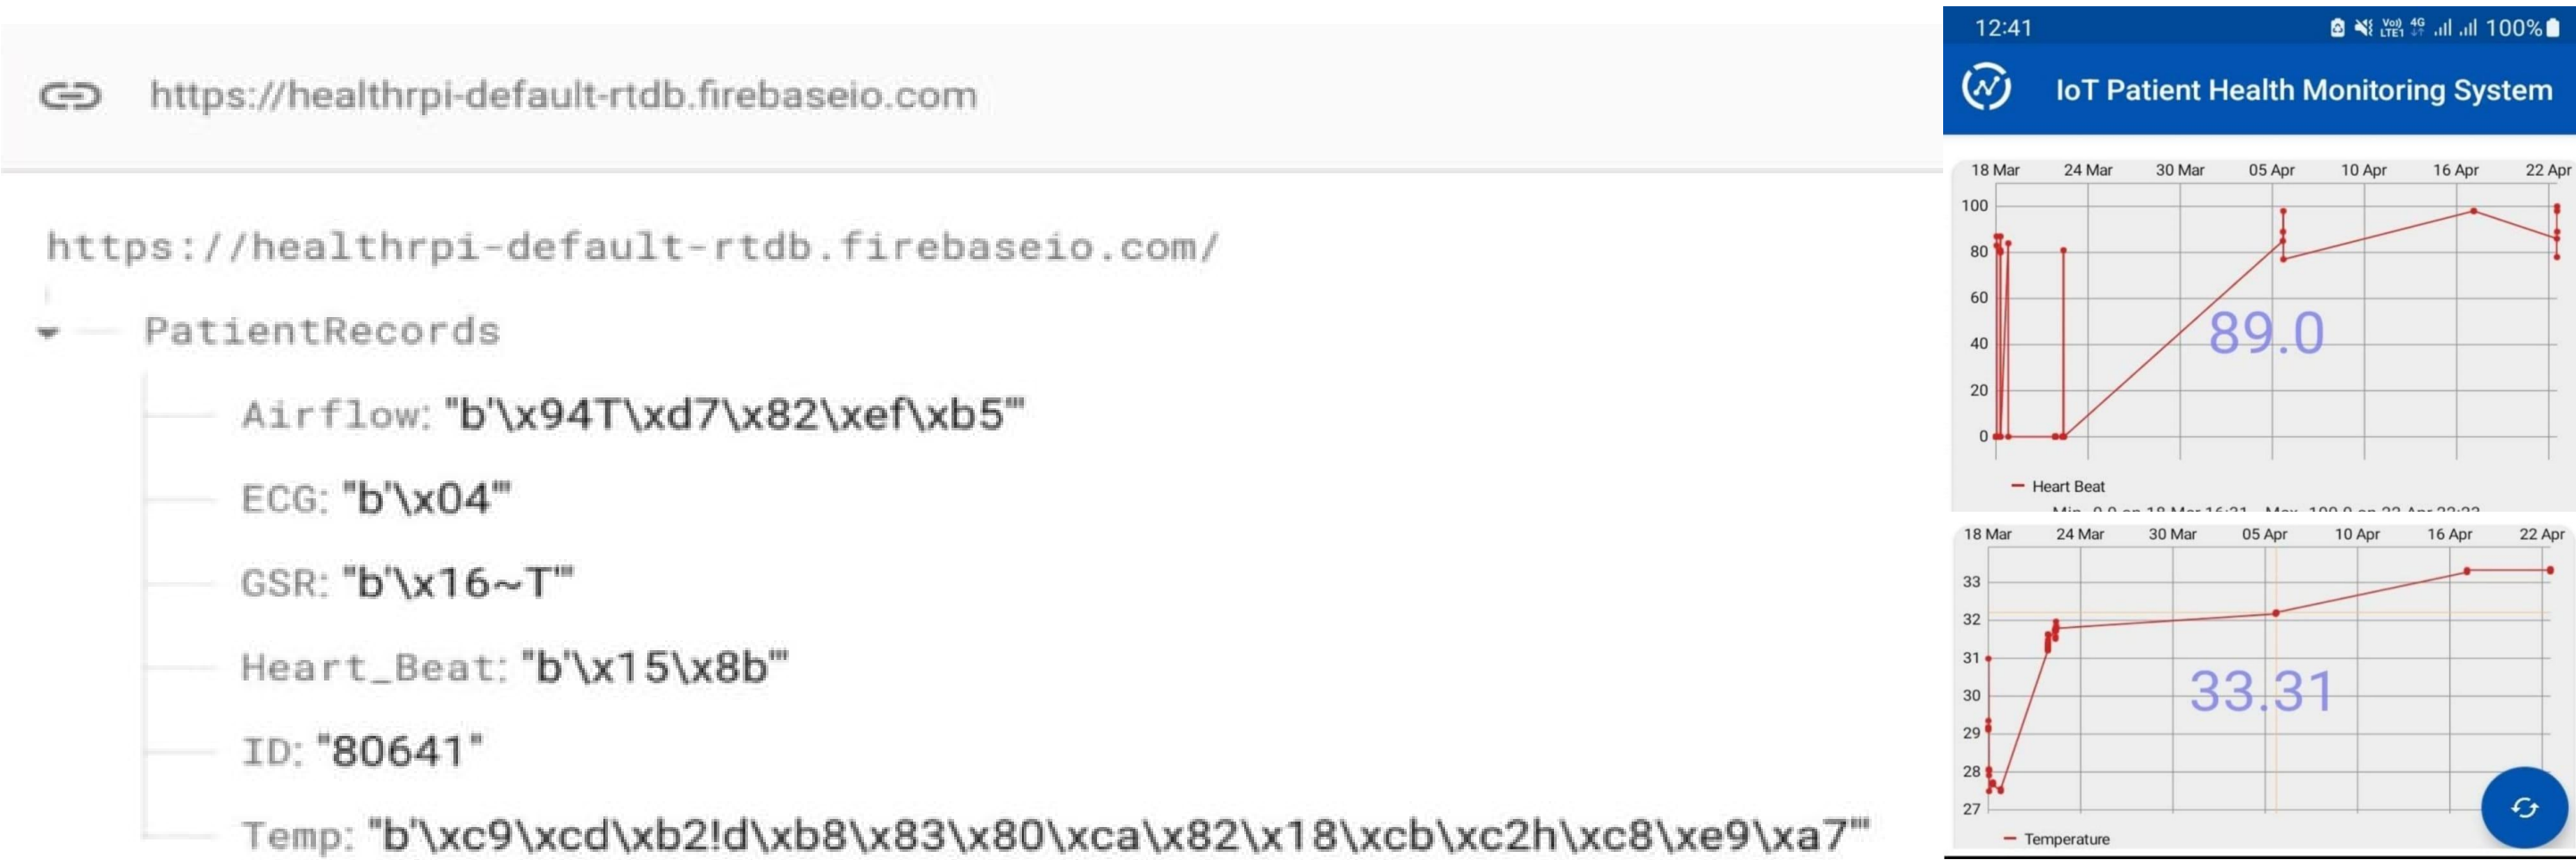 https://healthrpi-default-rtdb.firebaseio.com
https://healthrpi-default-rtdb.firebaseio.com/
PatientRecords
Airflow: "b'\x94T\xd7\x82\xef\xb5'"
ECG: "b'\x04'"
GSR: "b'\x16~T'"
Heart_Beat: "b'\x15\x8b'"
ID: "80641"
Temp: "b'\xc9\xcd\xb2!d\xb8\x83\x80\xca\x82\x18\xcb\xc2h\xc8\xe9\xa7'"
12:41 Vo)) LTE1 4G 100%
IoT Patient Health Monitoring System
18 Mar 24 Mar 30 Mar 05 Apr 10 Apr 16 Apr 22 Apr
100
80
60
40
20
0
89.0
Heart Beat
18 Mar 24 Mar 30 Mar 05 Apr 10 Apr 16 Apr 22 Apr
33
32
31
30
29
28
27
33.31
Temperature